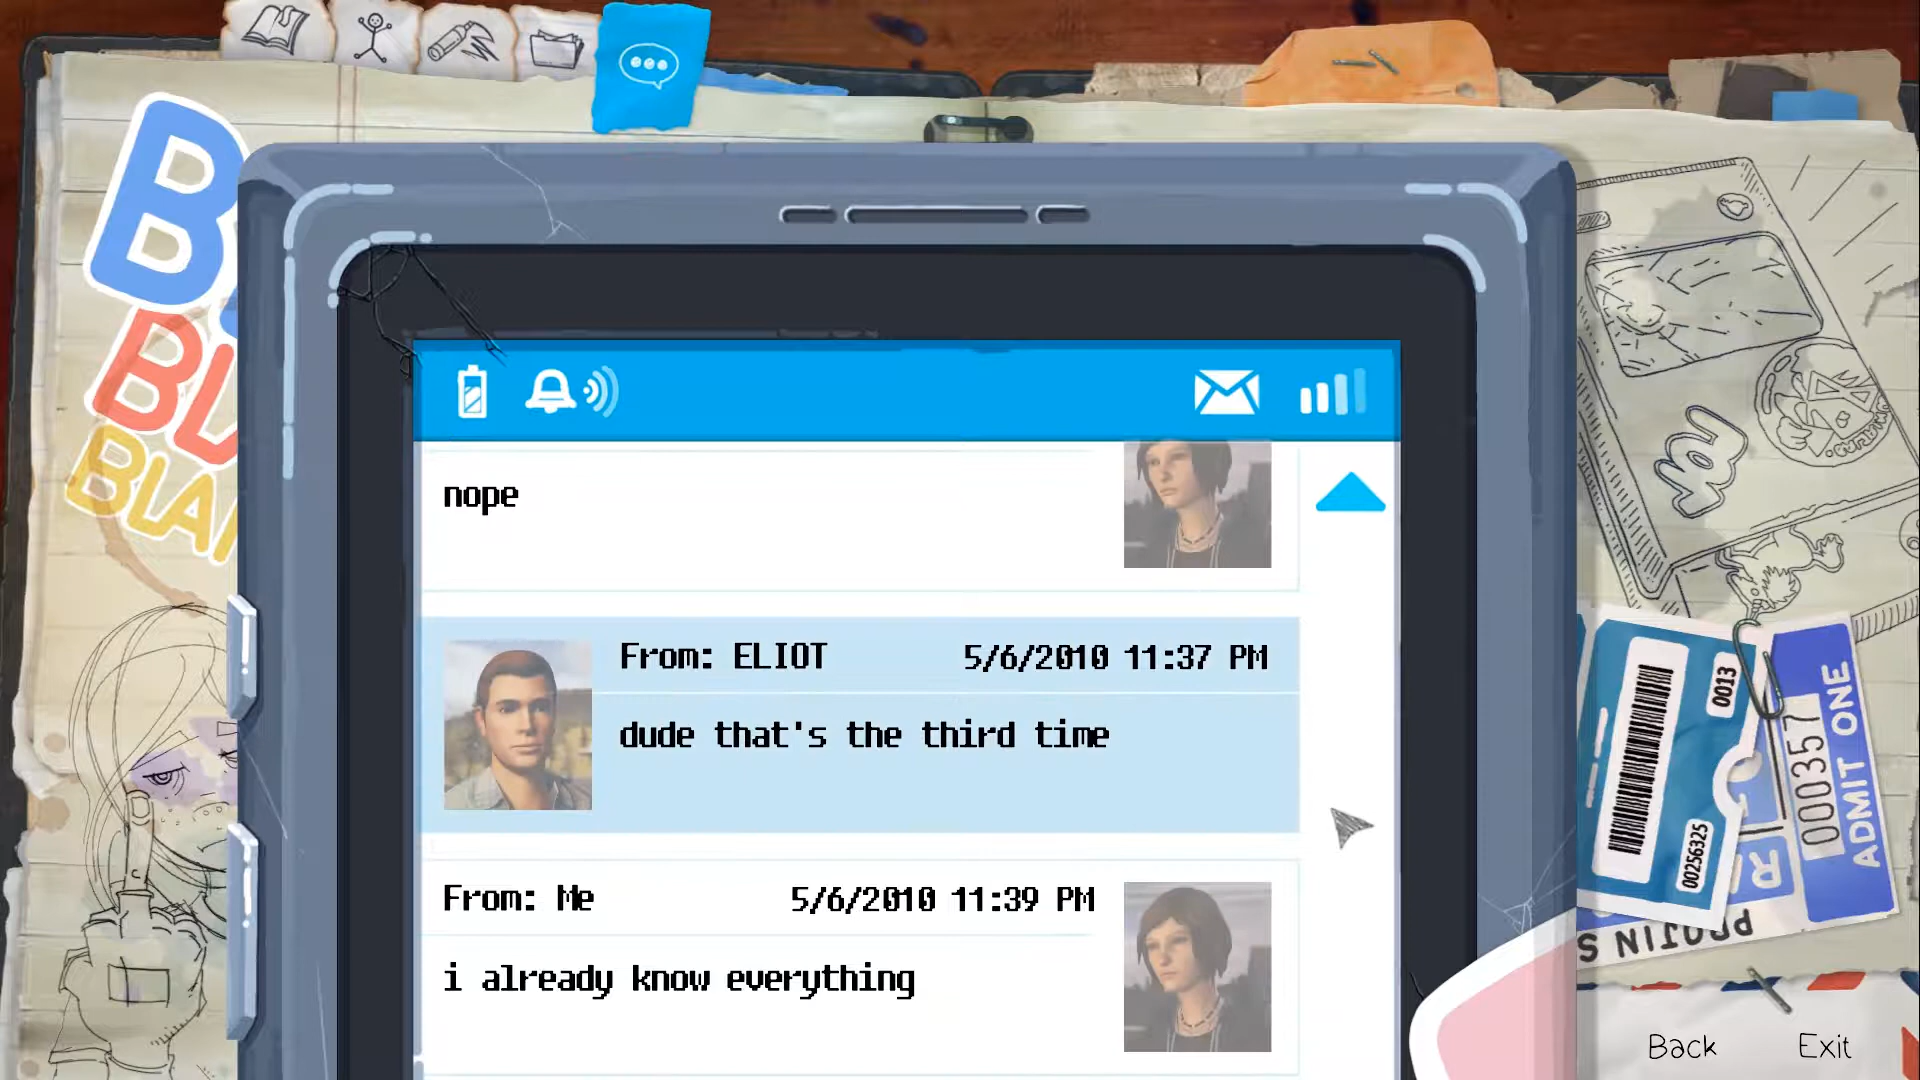 nope
From: ELIOT 5/6/2010 11:37 PM
dude that's the third time
From: Me 5/6/2010 11:39 PM
i already know everything
0013
00256325
000357
ADMIT ONE
Back Exit